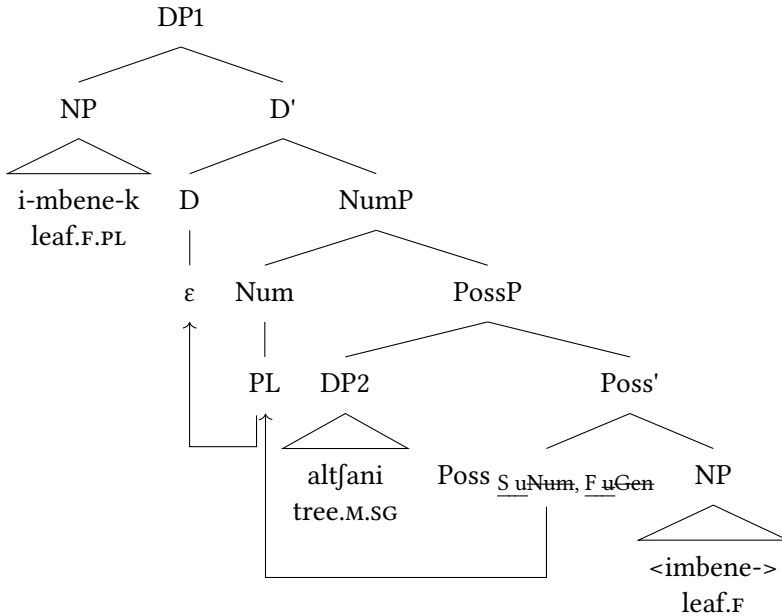 DP1
NP D'
i-mbene-k D NumP
leaf.F.PL
ε Num PossP
PL DP2 Poss'
altʃani Poss S uNum, F uGen NP
tree.M.SG
<imbene->
leaf.F